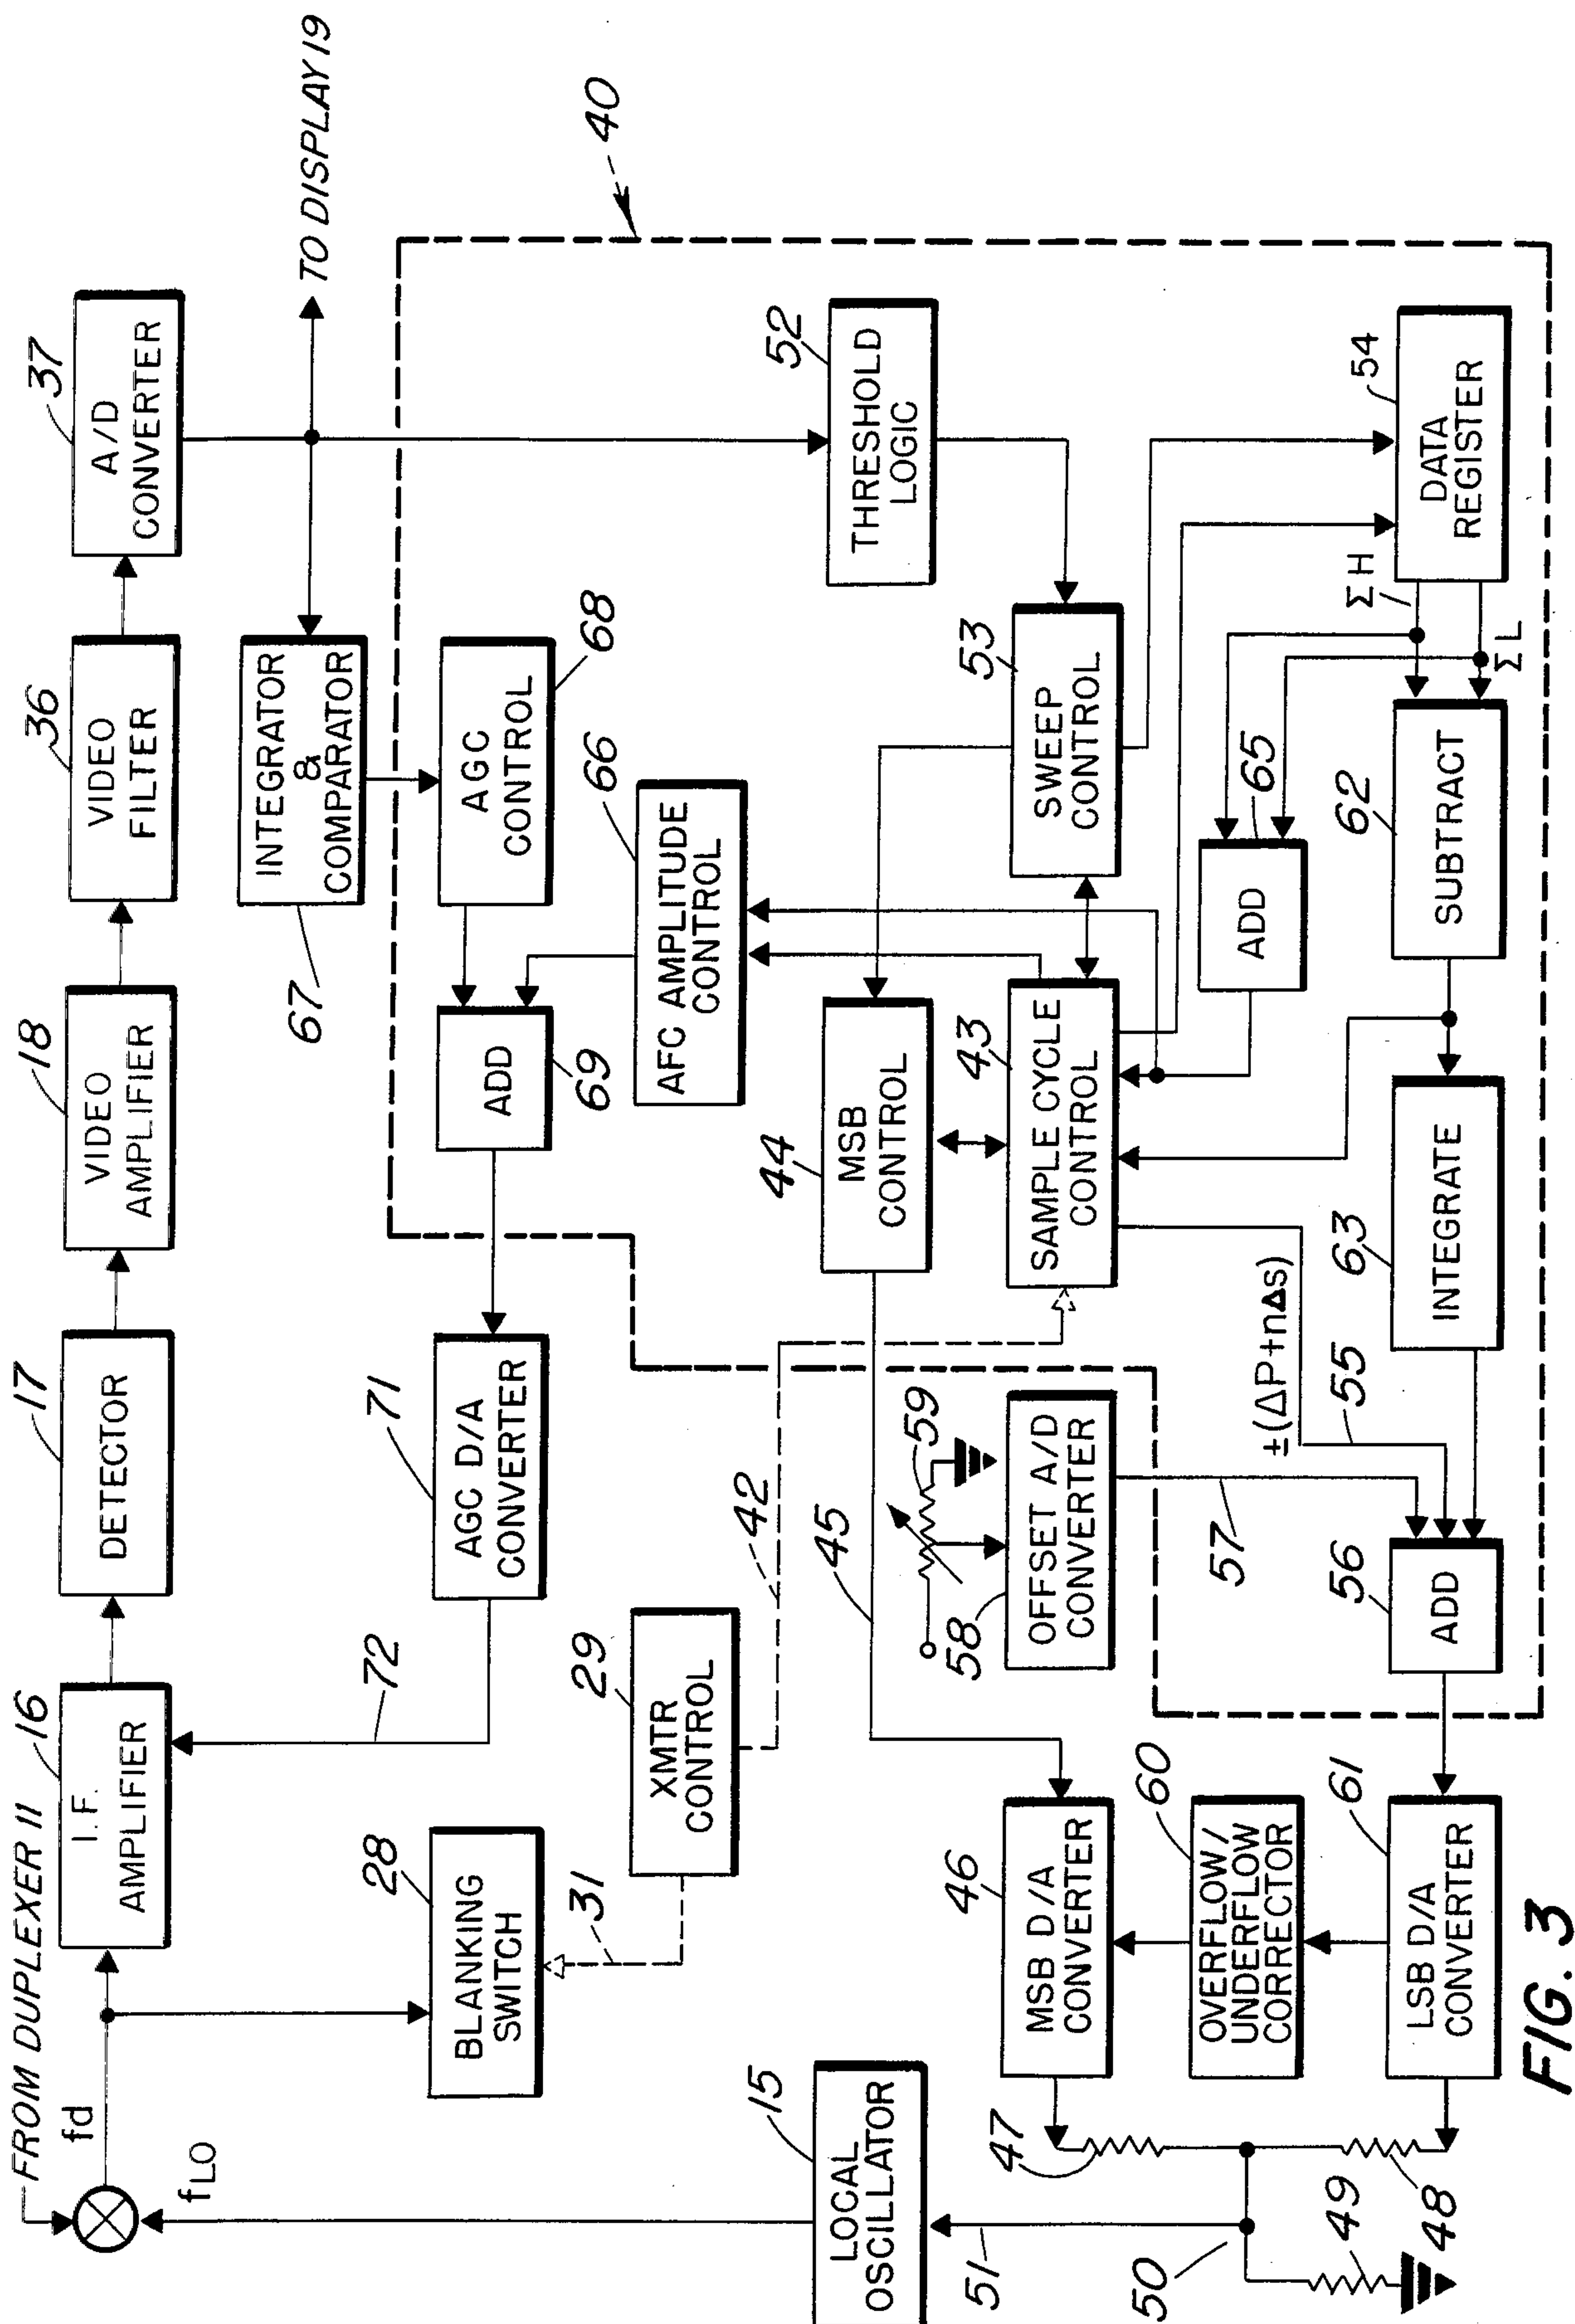 FROM DUPLEXER 11
fd
fLO
16
I.F.
AMPLIFIER
17
DETECTOR
18
VIDEO
AMPLIFIER
36
VIDEO
FILTER
37
A/D
CONVERTER
TO DISPLAY 19
28
BLANKING
SWITCH
31
29
XMTR
CONTROL
42
72
71
AGC D/A
CONVERTER
67
INTEGRATOR
&
COMPARATOR
68
AGC
CONTROL
69
ADD
66
AFC AMPLITUDE
CONTROL
40
52
THRESHOLD
LOGIC
15
LOCAL
OSCILLATOR
45
44
MSB
CONTROL
53
SWEEP
CONTROL
43
SAMPLE CYCLE
CONTROL
46
MSB D/A
CONVERTER
47
59
58
OFFSET A/D
CONVERTER
57
±(ΔP+nΔs)
55
65
ADD
ΣH
ΣL
54
DATA
REGISTER
51
50
49
48
60
OVERFLOW/
UNDERFLOW
CORRECTOR
61
LSB D/A
CONVERTER
56
ADD
63
INTEGRATE
62
SUBTRACT
FIG. 3